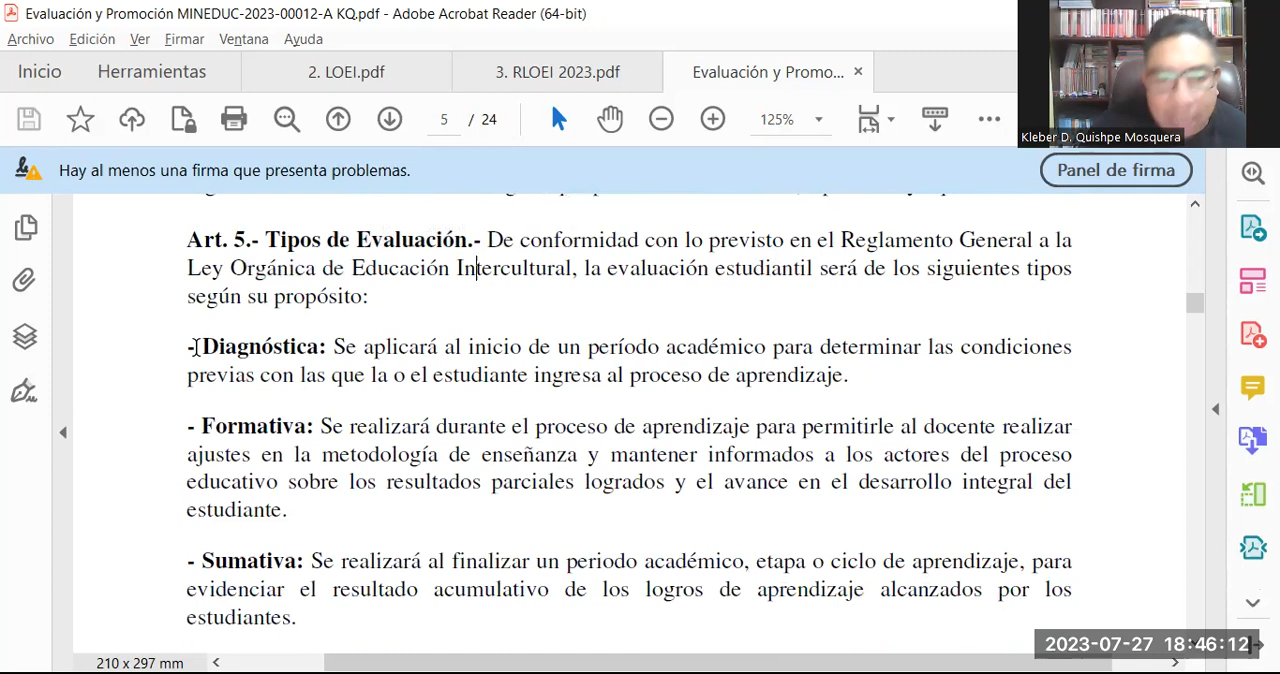 Evaluación y Promoción MINEDUC-2023-00012-A KQ.pdf - Adobe Acrobat Reader (64-bit)
Archivo Edición Ver Firmar Ventana Ayuda
Inicio Herramientas 2. LOEI.pdf 3. RLOEI 2023.pdf Evaluación y Promo... ×
5 / 24 125%
Kleber D. Quishpe Mosquera
Hay al menos una firma que presenta problemas. Panel de firma
Art. 5.- Tipos de Evaluación.- De conformidad con lo previsto en el Reglamento General a la
Ley Orgánica de Educación Intercultural, la evaluación estudiantil será de los siguientes tipos
según su propósito:
- Diagnóstica: Se aplicará al inicio de un período académico para determinar las condiciones
previas con las que la o el estudiante ingresa al proceso de aprendizaje.
- Formativa: Se realizará durante el proceso de aprendizaje para permitirle al docente realizar
ajustes en la metodología de enseñanza y mantener informados a los actores del proceso
educativo sobre los resultados parciales logrados y el avance en el desarrollo integral del
estudiante.
- Sumativa: Se realizará al finalizar un periodo académico, etapa o ciclo de aprendizaje, para
evidenciar el resultado acumulativo de los logros de aprendizaje alcanzados por los
estudiantes.
2023-07-27 18:46:12
210 x 297 mm